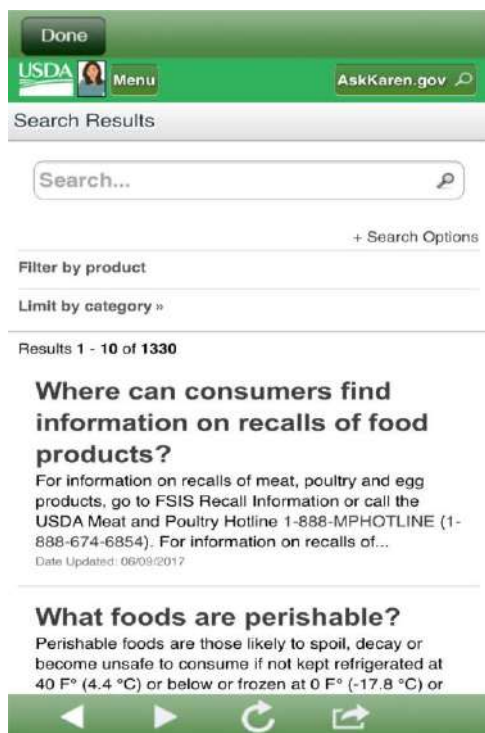 Done
USDA Menu AskKaren.gov
Search Results
Search...
+ Search Options
Filter by product
Limit by category »
Results 1 - 10 of 1330
Where can consumers find
information on recalls of food
products?
For information on recalls of meat, poultry and egg
products, go to FSIS Recall Information or call the
USDA Meat and Poultry Hotline 1-888-MPHOTLINE (1-
888-674-6854). For information on recalls of...
Date Updated: 06/09/2017
What foods are perishable?
Perishable foods are those likely to spoil, decay or
become unsafe to consume if not kept refrigerated at
40 F° (4.4 °C) or below or frozen at 0 F° (-17.8 °C) or